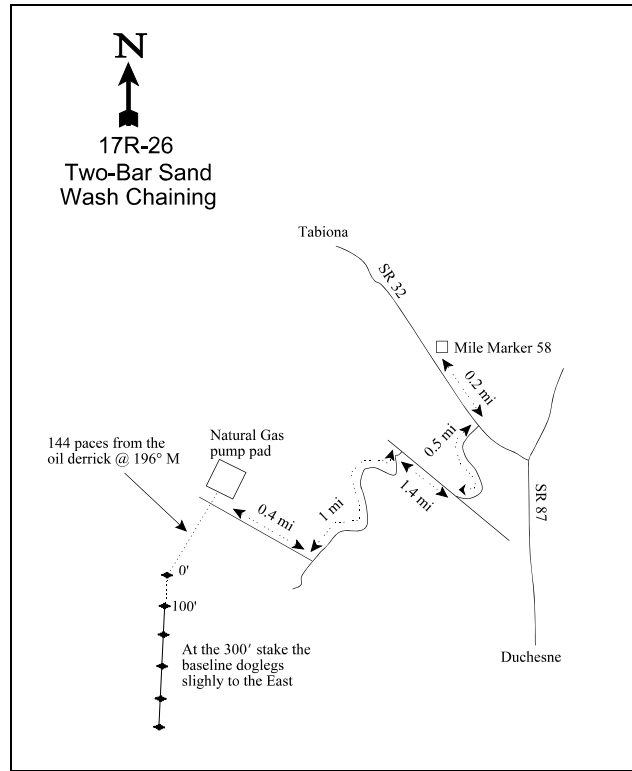 N
17R-26
Two-Bar Sand
Wash Chaining
Tabiona
SR 32
Mile Marker 58
0.2 mi
0.5 mi
1.4 mi
SR 87
Natural Gas
pump pad
144 paces from the
oil derrick @ 196° M
0.4 mi
1 mi
0'
100'
At the 300' stake the
baseline doglegs
slighly to the East
Duchesne